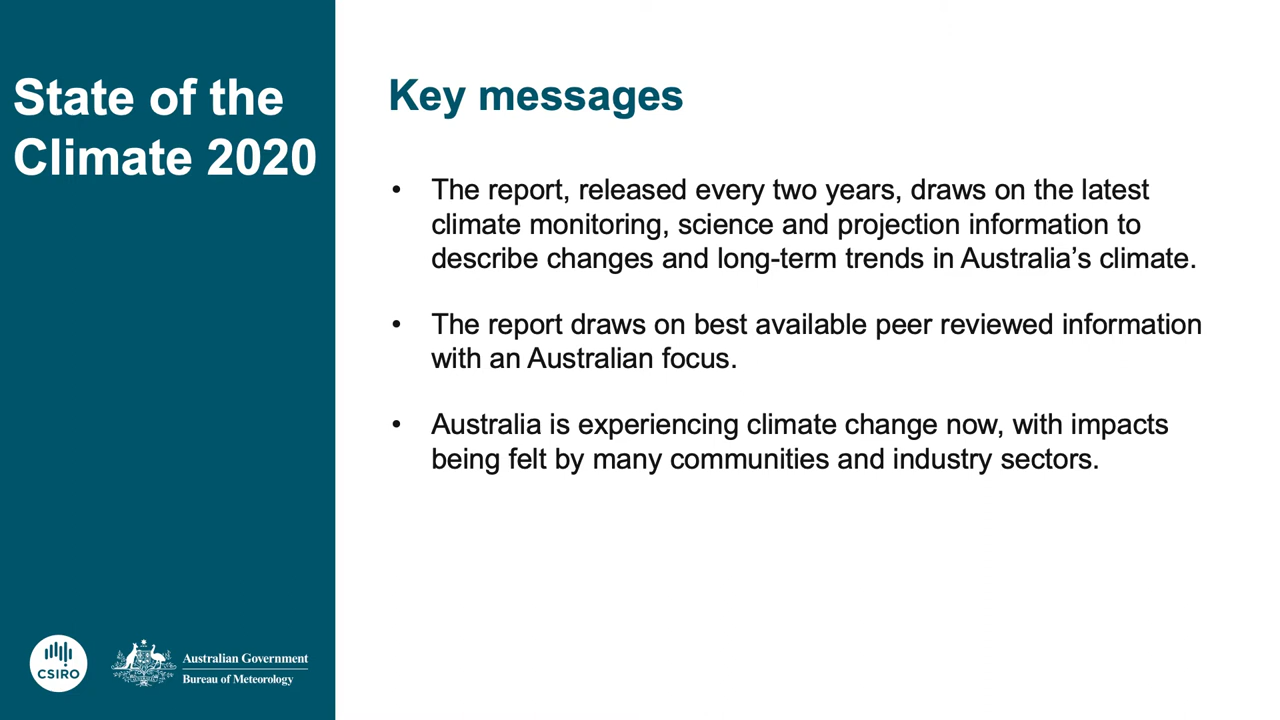 State of the
Climate 2020
Key messages
• The report, released every two years, draws on the latest
climate monitoring, science and projection information to
describe changes and long-term trends in Australia’s climate.
• The report draws on best available peer reviewed information
with an Australian focus.
• Australia is experiencing climate change now, with impacts
being felt by many communities and industry sectors.
CSIRO
Australian Government
Bureau of Meteorology